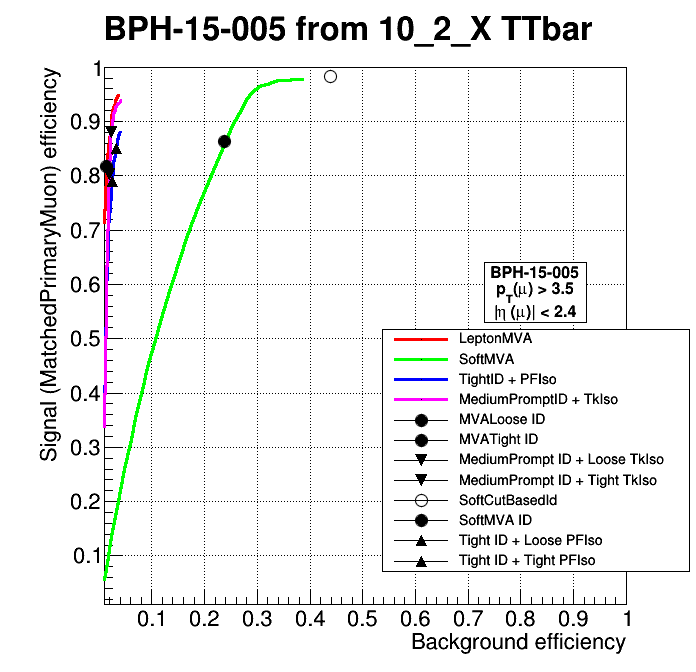 BPH-15-005 from 10_2_X TTbar
Signal (MatchedPrimaryMuon) efficiency
1
0.9
0.8
0.7
0.6
0.5
0.4
0.3
0.2
0.1
BPH-15-005
pT(μ) > 3.5
|η (μ)| < 2.4
LeptonMVA
SoftMVA
TightID + PFIso
MediumPromptID + TkIso
MVALoose ID
MVATight ID
MediumPrompt ID + Loose TkIso
MediumPrompt ID + Tight TkIso
SoftCutBasedId
SoftMVA ID
Tight ID + Loose PFIso
Tight ID + Tight PFIso
0.1 0.2 0.3 0.4 0.5 0.6 0.7 0.8 0.9 1
Background efficiency